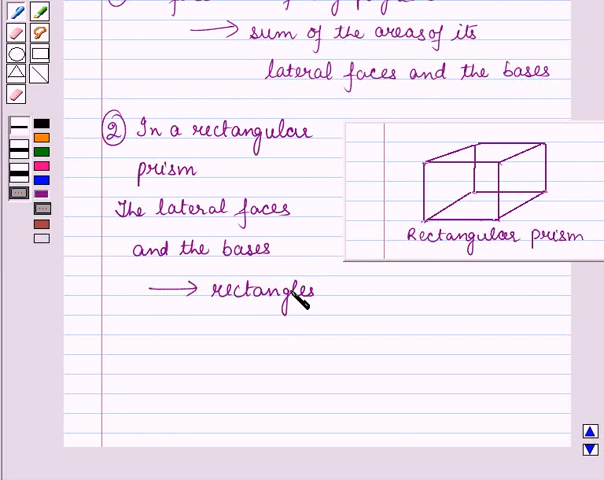 → sum of the areas of its
lateral faces and the bases
② In a rectangular
prism
The lateral faces
and the bases
→ rectangles
Rectangular prism